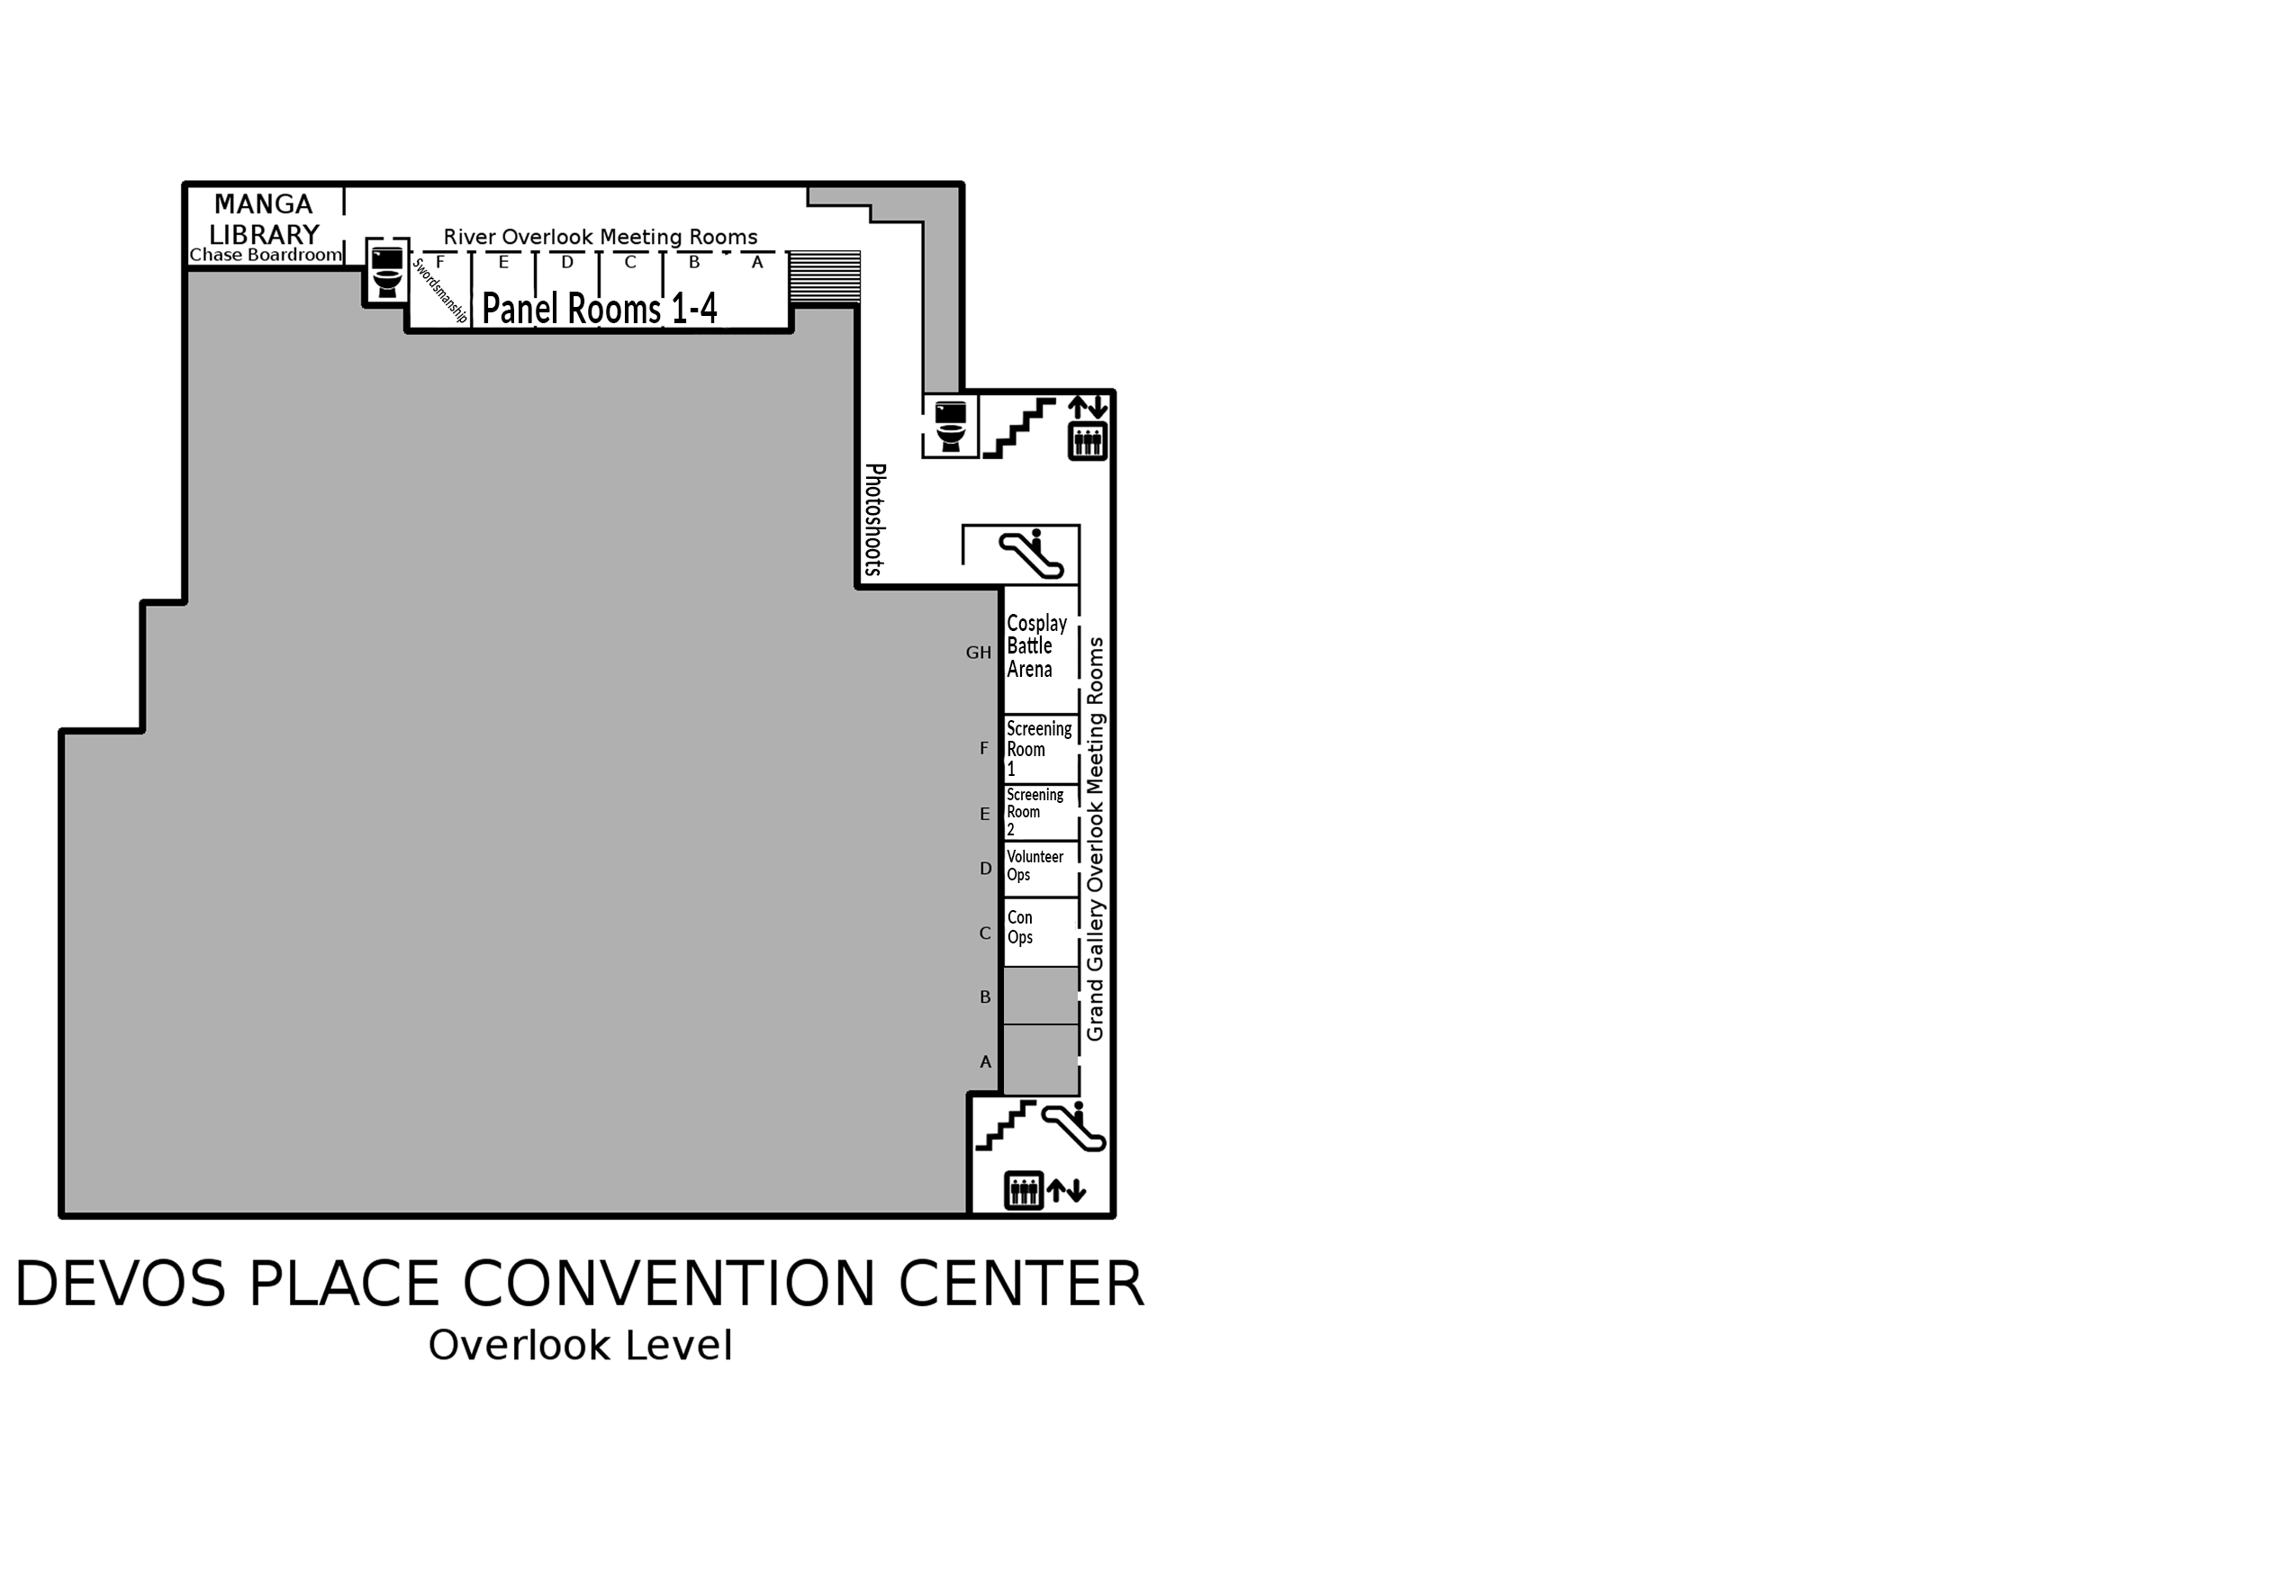 MANGA
LIBRARY
Chase Boardroom
River Overlook Meeting Rooms
F E D C B A
Swordsmanship
Panel Rooms 1-4
Photoshoots
GH
Cosplay
Battle
Arena
F
Screening
Room
1
E
Screening
Room
2
D
Volunteer
Ops
C
Con
Ops
B
A
Grand Gallery Overlook Meeting Rooms
DEVOS PLACE CONVENTION CENTER
Overlook Level